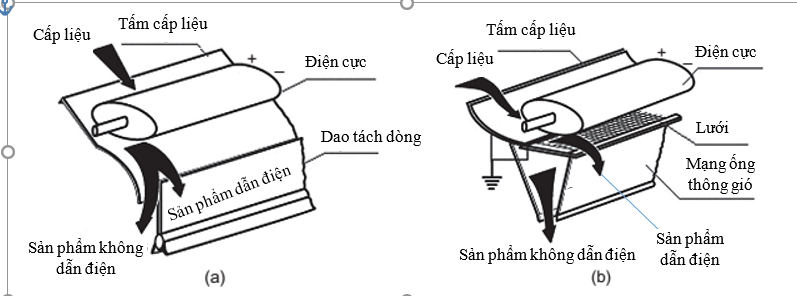 Cấp liệu
Tấm cấp liệu
+
−
Điện cực
Dao tách dòng
Sản phẩm dẫn điện
Sản phẩm không
dẫn điện
(a)
Tấm cấp liệu
Cấp liệu
+
−
Điện cực
Lưới
Mạng ống
thông gió
Sản phẩm không dẫn điện
Sản phẩm
dẫn điện
(b)